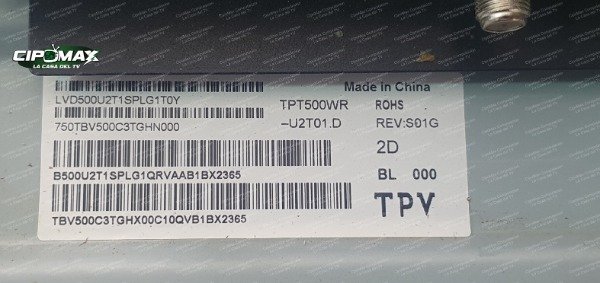 CIPOMAX
LA CASA DEL TV
Made in China
LVD500U2T1SPLG1T0Y
TPT500WR ROHS
750TBV500C3TGHN000
-U2T01.D REV:S01G
2D
B500U2T1SPLG1QRVAAB1BX2365
BL 000
TBV500C3TGHX00C10QVB1BX2365
TPV